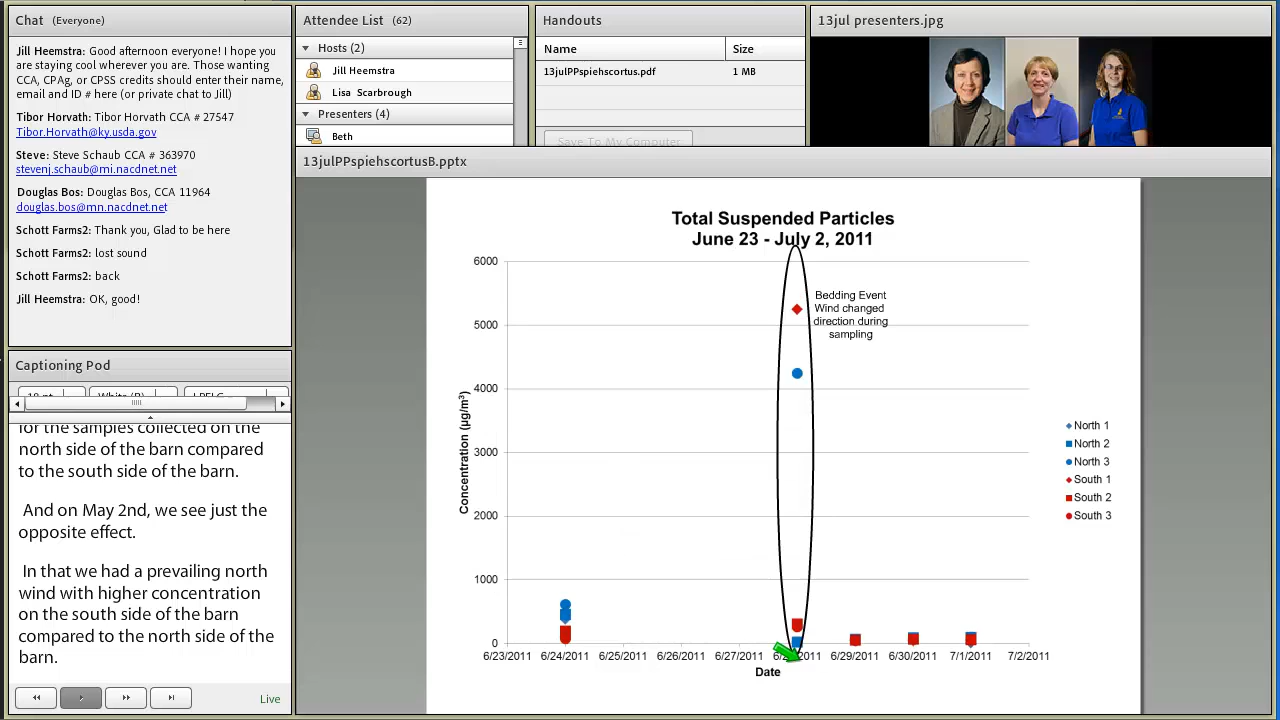 Chat (Everyone)
Jill Heemstra: Good afternoon everyone! I hope you
are staying cool wherever you are. Those wanting
CCA, CPAg, or CPSS credits should enter their name,
email and ID # here (or private chat to Jill)
Tibor Horvath: Tibor Horvath CCA # 27547
Tibor.Horvath@ky.usda.gov
Steve: Steve Schaub CCA # 363970
stevenj.schaub@mi.nacdnet.net
Douglas Bos: Douglas Bos, CCA 11964
douglas.bos@mn.nacdnet.net
Schott Farms2: Thank you, Glad to be here
Schott Farms2: lost sound
Schott Farms2: back
Jill Heemstra: OK, good!
Captioning Pod
for the samples collected on the
north side of the barn compared
to the south side of the barn.
And on May 2nd, we see just the
opposite effect.
In that we had a prevailing north
wind with higher concentration
on the south side of the barn
compared to the north side of the
barn.
Live
Attendee List (62)
Hosts (2)
Jill Heemstra
Lisa Scarbrough
Presenters (4)
Beth
Handouts
Name Size
13julPPspiehscortus.pdf 1 MB
Save To My Computer
13jul presenters.jpg
13julPPspiehscortusB.pptx
Total Suspended Particles
June 23 - July 2, 2011
Bedding Event
Wind changed
direction during
sampling
Concentration (µg/m³)
6000
5000
4000
3000
2000
1000
0
6/23/2011 6/24/2011 6/25/2011 6/26/2011 6/27/2011 6/29/2011 6/30/2011 7/1/2011 7/2/2011
Date
North 1
North 2
North 3
South 1
South 2
South 3